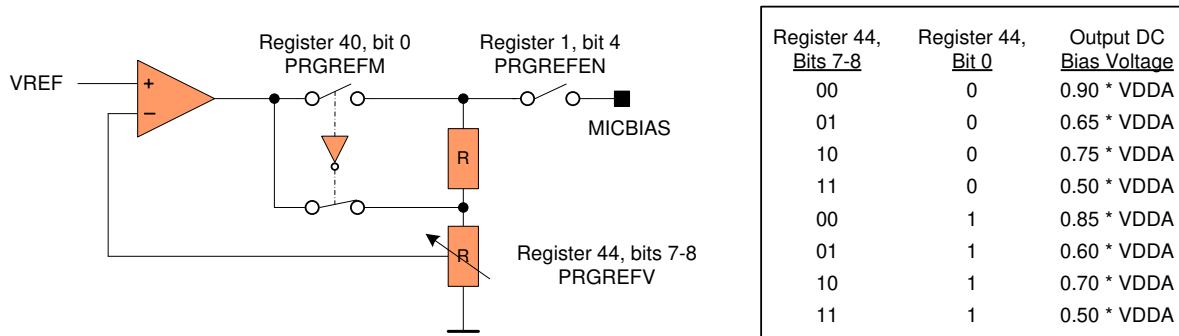 Register 40, bit 0
PRGREFM
Register 1, bit 4
PRGREFEN
VREF
+
−
MICBIAS
R
R
Register 44, bits 7-8
PRGREFV
Register 44, Bits 7-8 Register 44, Bit 0 Output DC Bias Voltage
00 0 0.90 * VDDA
01 0 0.65 * VDDA
10 0 0.75 * VDDA
11 0 0.50 * VDDA
00 1 0.85 * VDDA
01 1 0.60 * VDDA
10 1 0.70 * VDDA
11 1 0.50 * VDDA